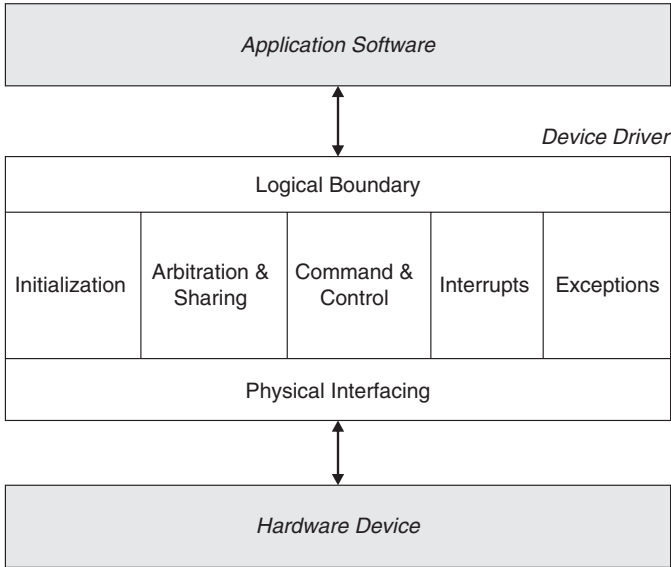 Application Software
Device Driver
Logical Boundary
Initialization
Arbitration &
Sharing
Command &
Control
Interrupts
Exceptions
Physical Interfacing
Hardware Device